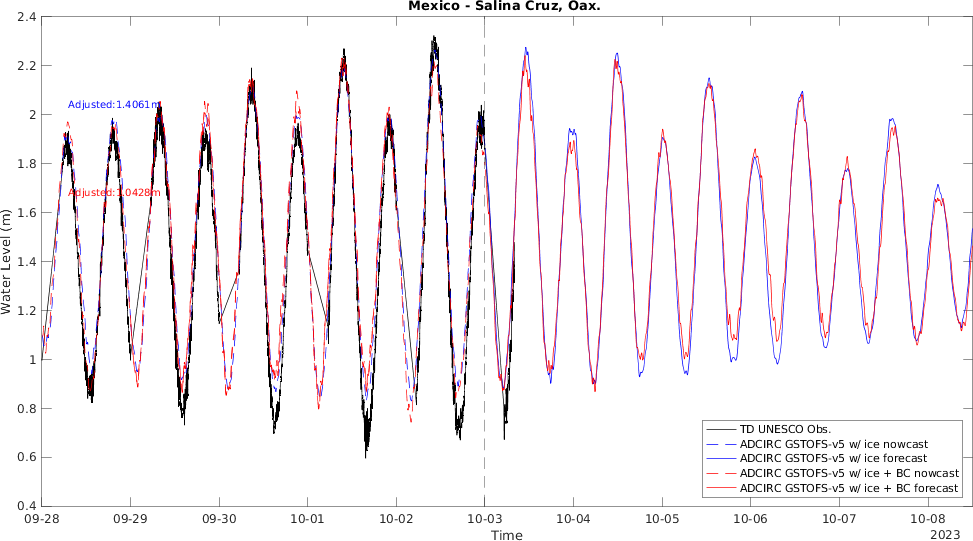 Mexico - Salina Cruz, Oax.
2.4
2.2
2
1.8
1.6
1.4
1.2
1
0.8
0.6
0.4
Water Level (m)
Adjusted:1.4061m
Adjusted:1.0428m
TD UNESCO Obs.
ADCIRC GSTOFS-v5 w/ ice nowcast
ADCIRC GSTOFS-v5 w/ ice forecast
ADCIRC GSTOFS-v5 w/ ice + BC nowcast
ADCIRC GSTOFS-v5 w/ ice + BC forecast
09-28 09-29 09-30 10-01 10-02 10-03 10-04 10-05 10-06 10-07 10-08
Time
2023